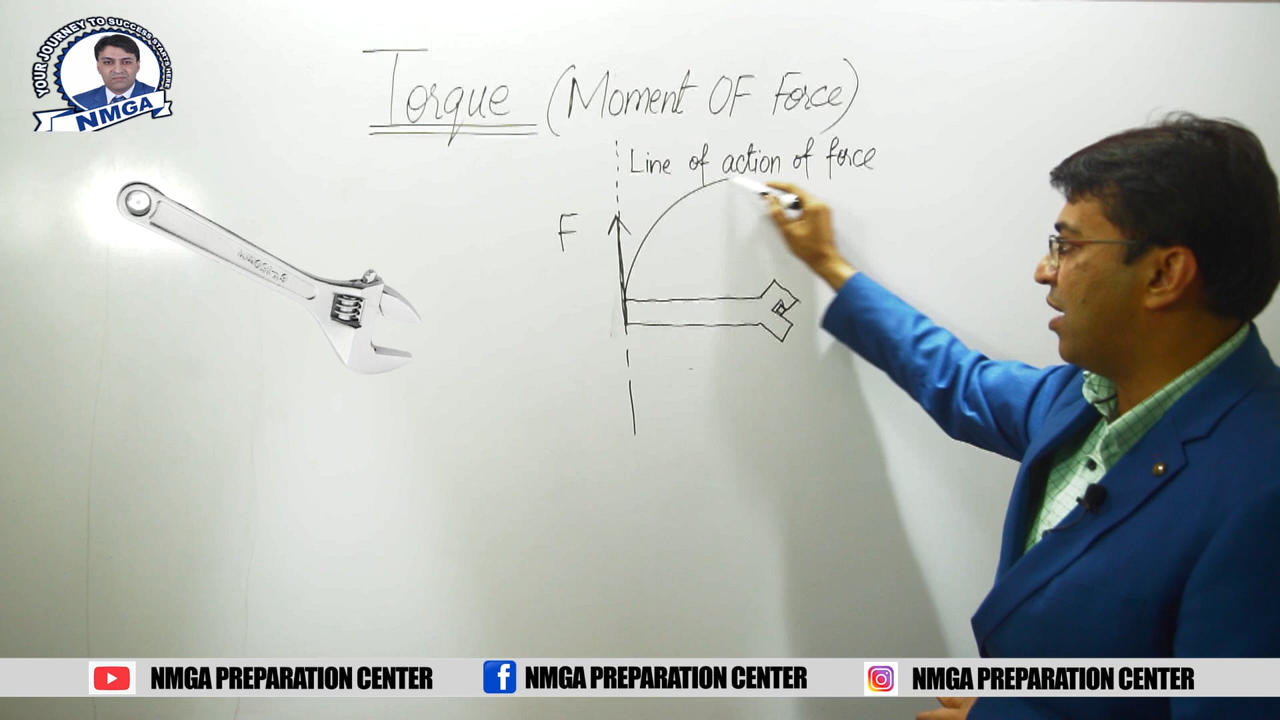 YOUR JOURNEY TO SUCCESS STARTS HERE
NMGA
Torque (Moment OF Force)
Line of action of force
F
NMGA PREPARATION CENTER
f NMGA PREPARATION CENTER
NMGA PREPARATION CENTER